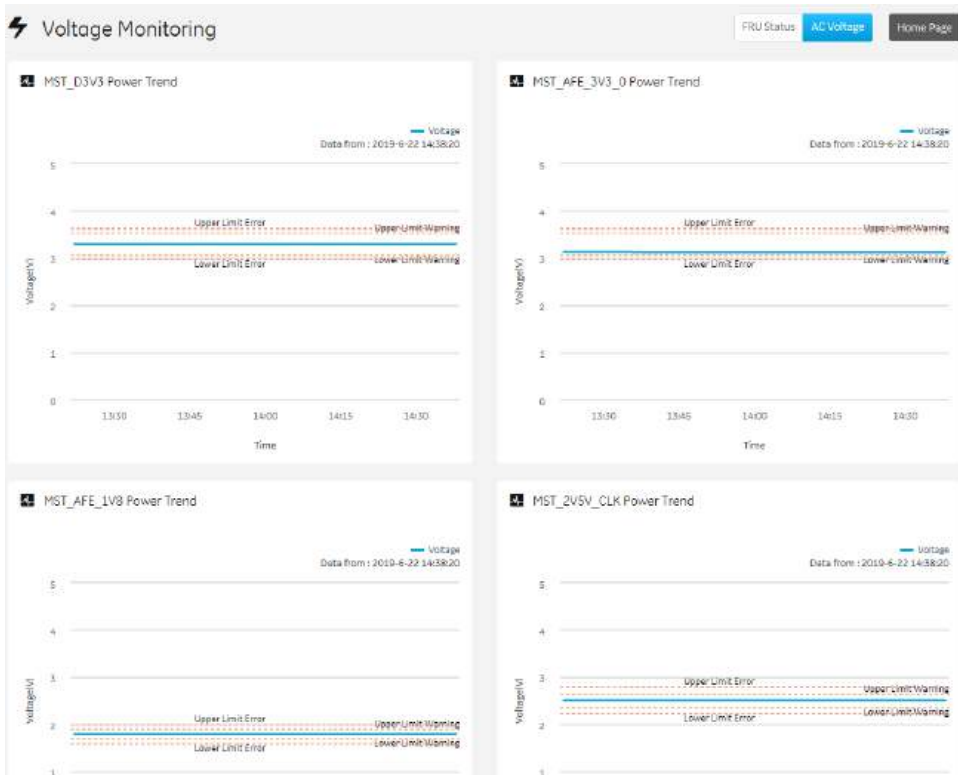 Voltage Monitoring
FRU Status
AC Voltage
Home Page
MST_D3V3 Power Trend
Voltage
Data from : 2019-6-22 14:38:20
5
4
Upper Limit Error
Upper Limit Warning
3
Lower Limit Error
Lower Limit Warning
Voltage(V)
2
1
0
13:30 13:45 14:00 14:15 14:30
Time
MST_AFE_3V3_0 Power Trend
Voltage
Data from : 2019-6-22 14:38:20
5
4
Upper Limit Error
Upper Limit Warning
3
Lower Limit Error
Lower Limit Warning
Voltage(V)
2
1
0
13:30 13:45 14:00 14:15 14:30
Time
MST_AFE_1V8 Power Trend
Voltage
Data from : 2019-6-22 14:38:20
5
4
3
Voltage(V)
Upper Limit Error
Upper Limit Warning
2
Lower Limit Error
Lower Limit Warning
1
MST_2V5V_CLK Power Trend
Voltage
Data from : 2019-6-22 14:38:20
5
4
3
Upper Limit Error
Upper Limit Warning
Voltage(V)
Lower Limit Error
Lower Limit Warning
2
1